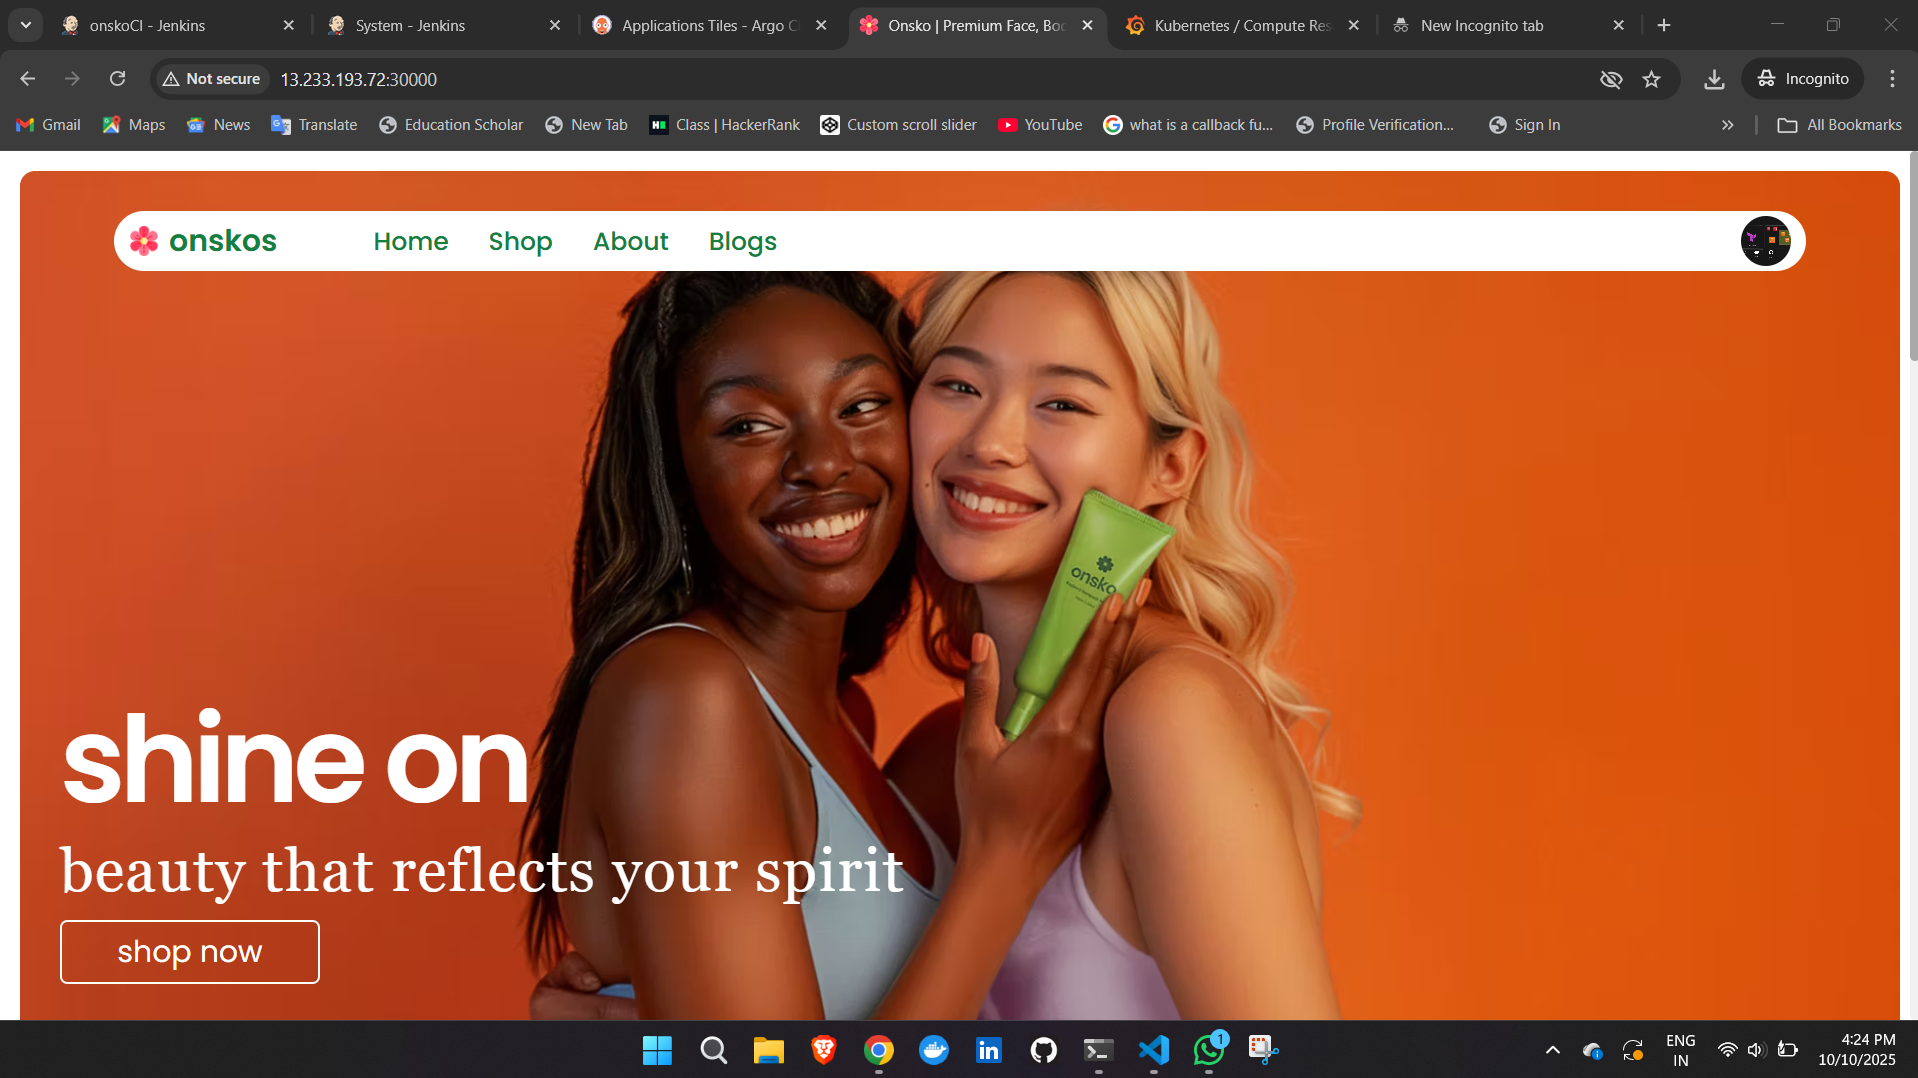 onskoCI - Jenkins
System - Jenkins
Applications Tiles - Argo C
Onsko | Premium Face, Boc
Kubernetes / Compute Res
New Incognito tab
Not secure
13.233.193.72:30000
Incognito
Gmail
Maps
News
Translate
Education Scholar
New Tab
Class | HackerRank
Custom scroll slider
YouTube
what is a callback fu...
Profile Verification...
Sign In
All Bookmarks
onskos
Home
Shop
About
Blogs
onsko
shine on
beauty that reflects your spirit
shop now
1
ENG
IN
4:24 PM
10/10/2025